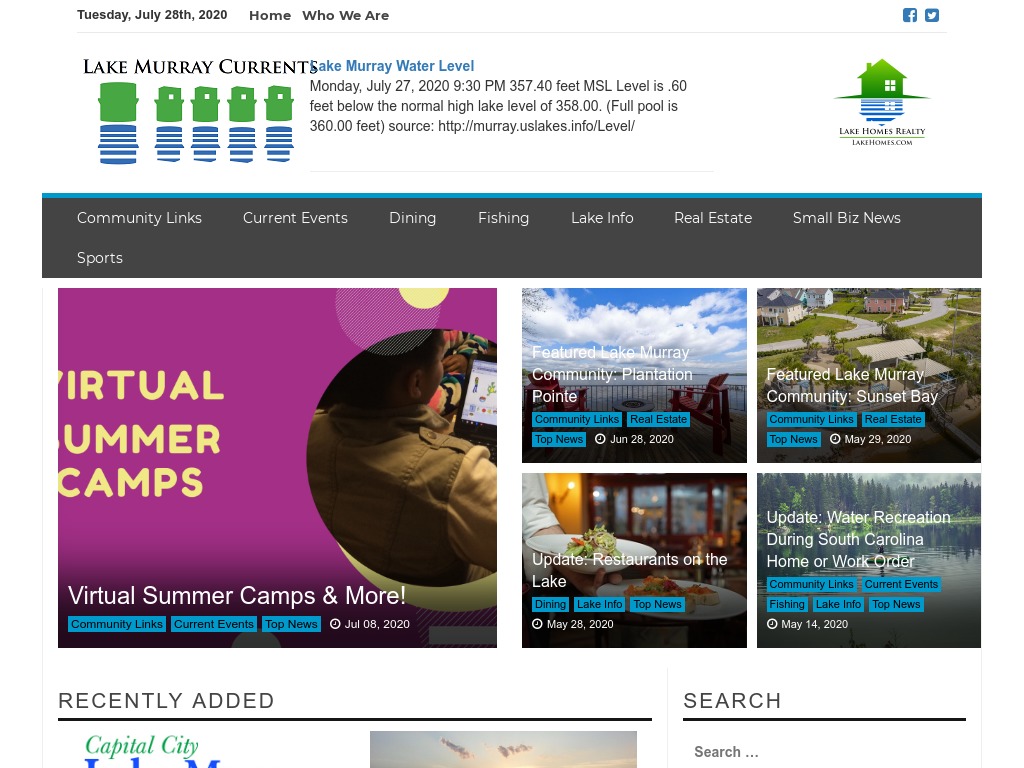 Tuesday, July 28th, 2020
Home
Who We Are
LAKE MURRAY CURRENTS
Lake Murray Water Level
Monday, July 27, 2020 9:30 PM 357.40 feet MSL Level is .60
feet below the normal high lake level of 358.00. (Full pool is
360.00 feet) source: http://murray.uslakes.info/Level/
LAKE HOMES REALTY
LAKEHOMES.COM
Community Links
Current Events
Dining
Fishing
Lake Info
Real Estate
Small Biz News
Sports
VIRTUAL
SUMMER
CAMPS
Virtual Summer Camps & More!
Community Links Current Events Top News Jul 08, 2020
Featured Lake Murray
Community: Plantation
Pointe
Community Links Real Estate
Top News Jun 28, 2020
Featured Lake Murray
Community: Sunset Bay
Community Links Real Estate
Top News May 29, 2020
Update: Restaurants on the
Lake
Dining Lake Info Top News
May 28, 2020
Update: Water Recreation
During South Carolina
Home or Work Order
Community Links Current Events
Fishing Lake Info Top News
May 14, 2020
RECENTLY ADDED
SEARCH
Capital City
Search …